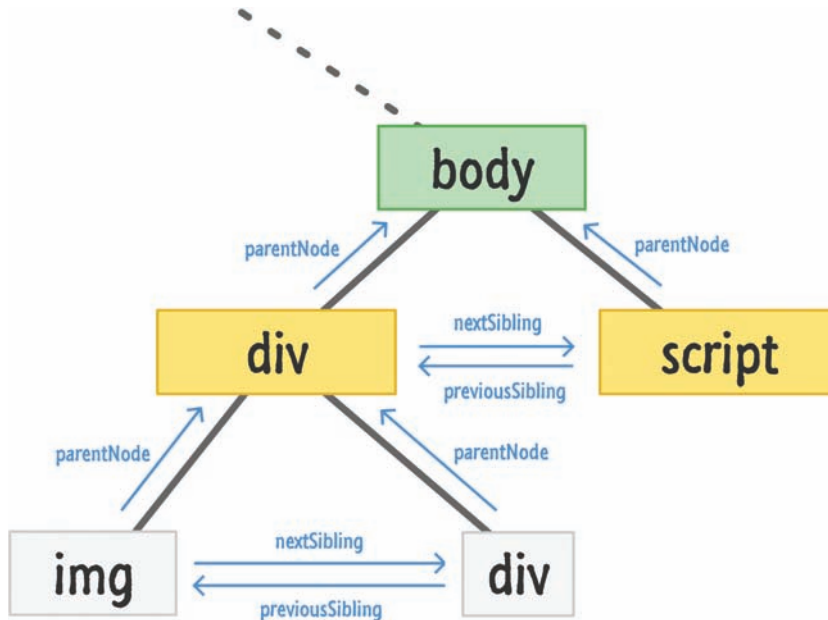 body
parentNode
parentNode
div
nextSibling
previousSibling
script
parentNode
parentNode
img
nextSibling
previousSibling
div